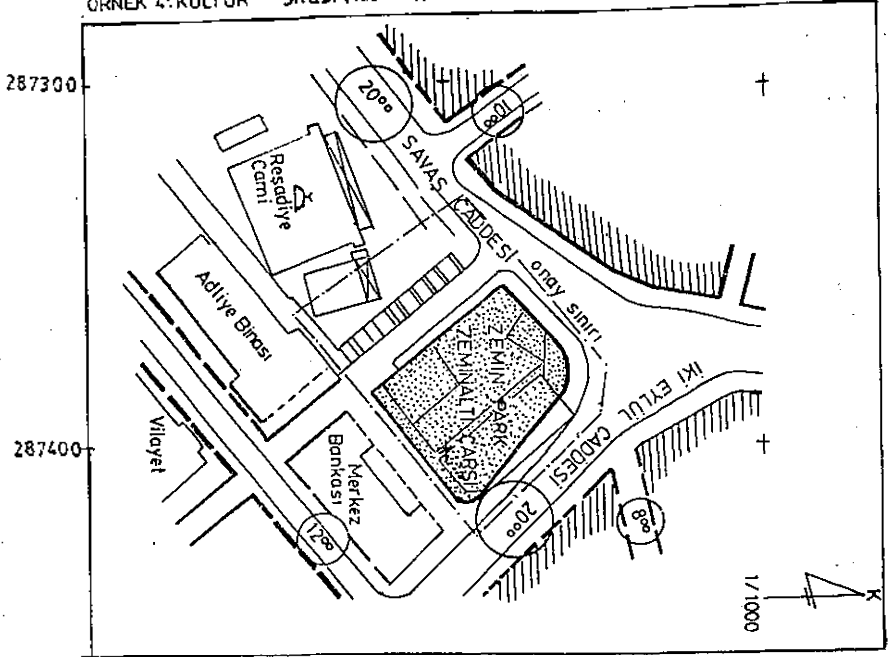 ÖRNEK 4: KÜLTÜR
287300
20⁰⁰
10⁰⁰
SAVAŞ CADDESİ
onay sınırı
Reşadiye
Cami
Adliye Binası
ZEMİN PARK
ZEMİNALTI ÇARŞI
İKİ EYLÜL CADDESİ
287400
Vilayet
Merkez
Bankası
12⁰⁰
20⁰⁰
8⁰⁰
1/1000
K